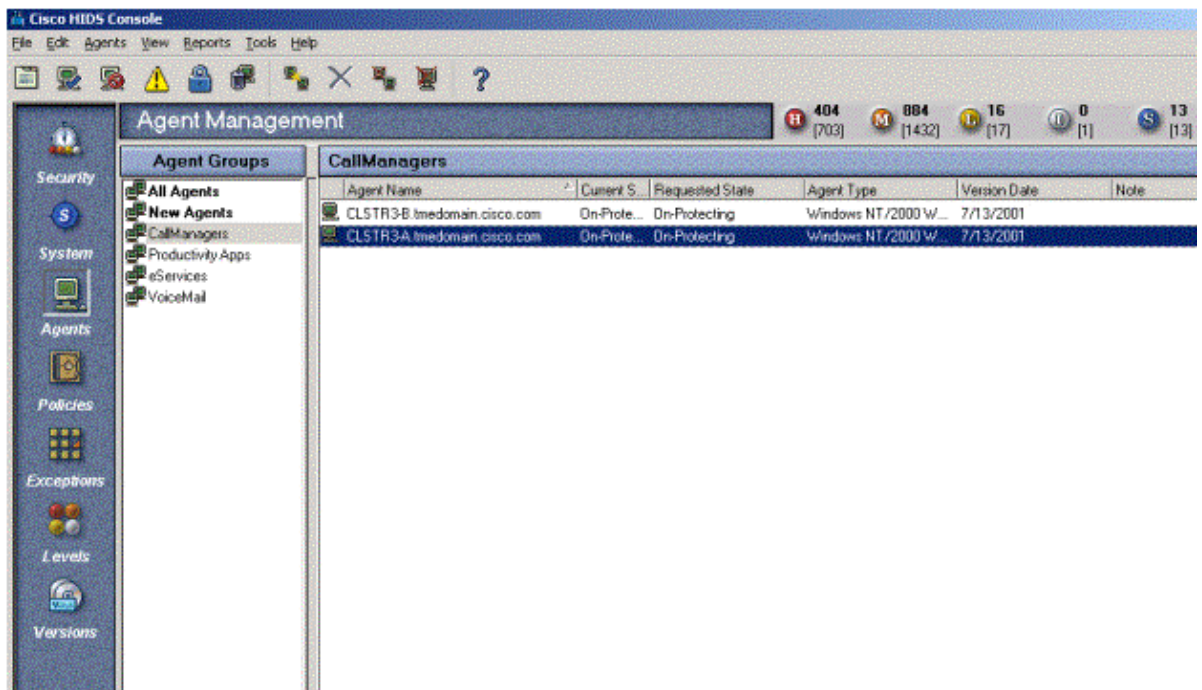 Cisco HIDS Console
File Edit Agents View Reports Tools Help
Agent Management
H 404 [703] M 884 [1432] L 16 [17] I 0 [1] S 13 [13]
Security
System
Agents
Policies
Exceptions
Levels
Versions
Agent Groups
All Agents
New Agents
CallManagers
Productivity Apps
eServices
VoiceMail
CallManagers
Agent Name Current S... Requested State Agent Type Version Date Note
CLSTR3-B.tmedomain.cisco.com On-Prote... On-Protecting Windows NT/2000 W... 7/13/2001
CLSTR3-A.tmedomain.cisco.com On-Prote... On-Protecting Windows NT/2000 W... 7/13/2001